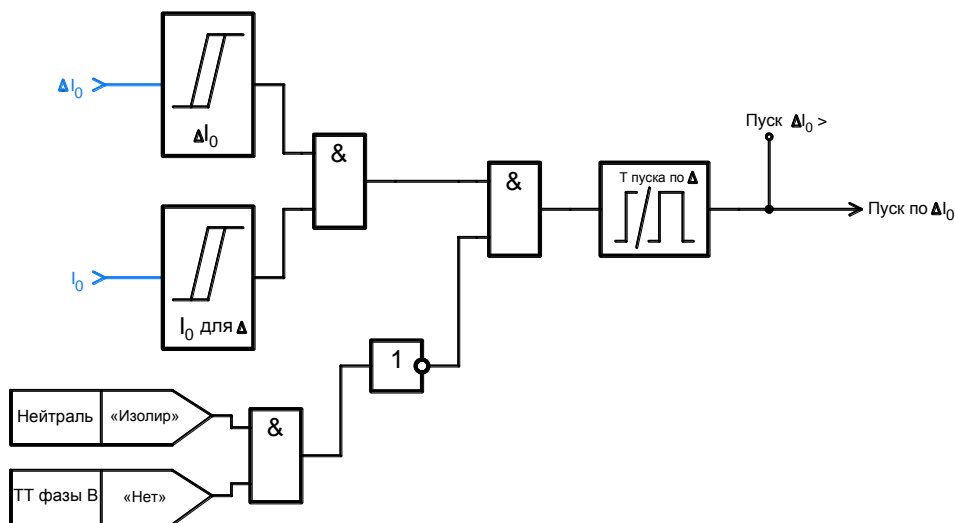 ΔI0
ΔI0
&
I0
I0 для Δ
&
T пуска по Δ
Пуск ΔI0 >
Пуск по ΔI0
1
Нейтраль «Изолир»
&
ТТ фазы В «Нет»